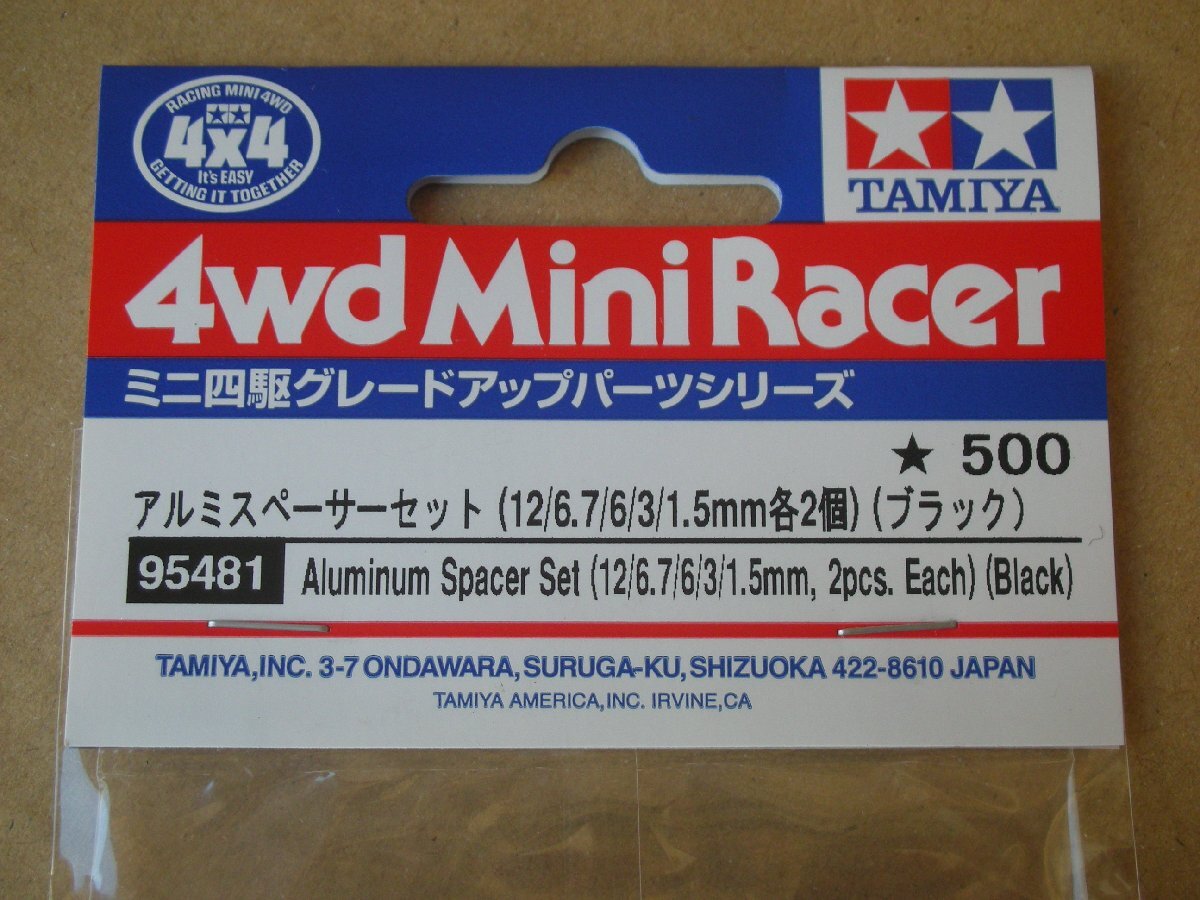 RACING MINI 4WD
4x4
It's EASY
GETTING IT TOGETHER
TAMIYA
4wd Mini Racer
ミニ四駆グレードアップパーツシリーズ
★ 500
アルミスペーサーセット (12/6.7/6/3/1.5mm各2個) (ブラック)
95481 Aluminum Spacer Set (12/6.7/6/3/1.5mm, 2pcs. Each) (Black)
TAMIYA,INC. 3-7 ONDAWARA, SURUGA-KU, SHIZUOKA 422-8610 JAPAN
TAMIYA AMERICA,INC. IRVINE,CA